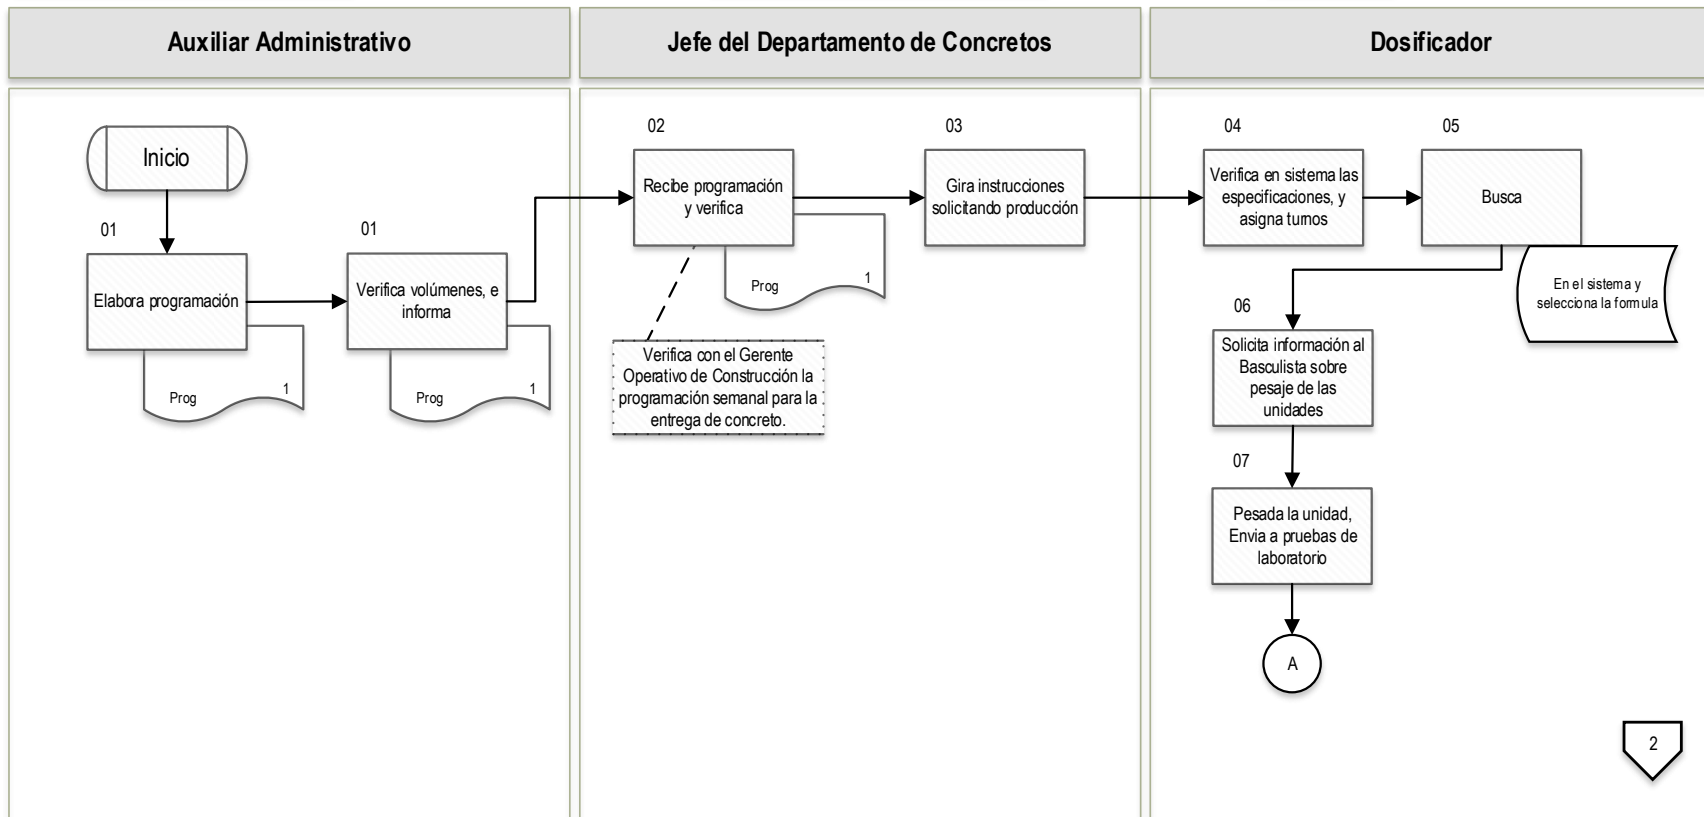 Auxiliar Administrativo
Jefe del Departamento de Concretos
Dosificador
Inicio
01
Elabora programación
Prog
1
01
Verifica volúmenes, e
informa
Prog
1
02
Recibe programación
y verifica
Prog
1
Verifica con el Gerente
Operativo de Construcción la
programación semanal para la
entrega de concreto.
03
Gira instrucciones
solicitando producción
04
Verifica en sistema las
especificaciones, y
asigna turnos
05
Busca
En el sistema y
selecciona la formula
06
Solicita información al
Basculista sobre
pesaje de las
unidades
07
Pesada la unidad,
Envia a pruebas de
laboratorio
A
2